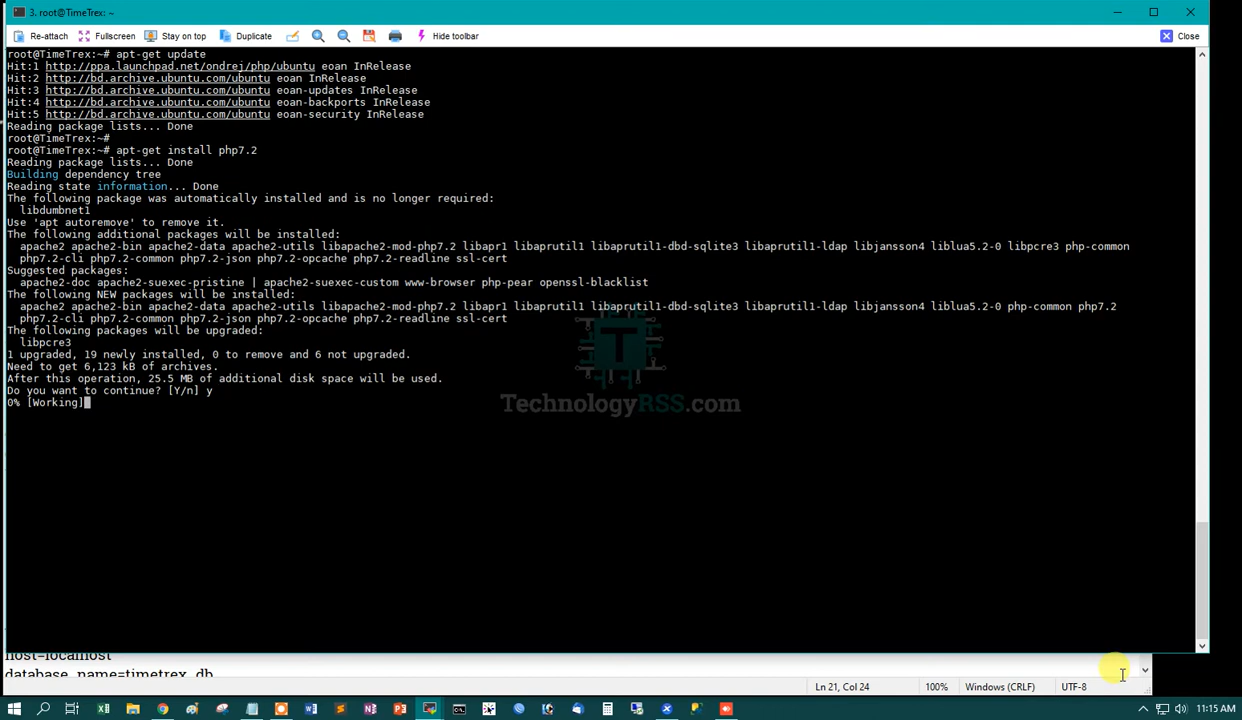 3. root@TimeTrex: ~
Re-attach Fullscreen Stay on top Duplicate Hide toolbar Close
root@TimeTrex:~# apt-get update
Hit:1 http://ppa.launchpad.net/ondrej/php/ubuntu eoan InRelease
Hit:2 http://bd.archive.ubuntu.com/ubuntu eoan InRelease
Hit:3 http://bd.archive.ubuntu.com/ubuntu eoan-updates InRelease
Hit:4 http://bd.archive.ubuntu.com/ubuntu eoan-backports InRelease
Hit:5 http://bd.archive.ubuntu.com/ubuntu eoan-security InRelease
Reading package lists... Done
root@TimeTrex:~#
root@TimeTrex:~# apt-get install php7.2
Reading package lists... Done
Building dependency tree
Reading state information... Done
The following package was automatically installed and is no longer required:
libdumbnet1
Use 'apt autoremove' to remove it.
The following additional packages will be installed:
apache2 apache2-bin apache2-data apache2-utils libapache2-mod-php7.2 libapr1 libaprutil1 libaprutil1-dbd-sqlite3 libaprutil1-ldap libjansson4 liblua5.2-0 libpcre3 php-common
php7.2-cli php7.2-common php7.2-json php7.2-opcache php7.2-readline ssl-cert
Suggested packages:
apache2-doc apache2-suexec-pristine | apache2-suexec-custom www-browser php-pear openssl-blacklist
The following NEW packages will be installed:
apache2 apache2-bin apache2-data apache2-utils libapache2-mod-php7.2 libapr1 libaprutil1 libaprutil1-dbd-sqlite3 libaprutil1-ldap libjansson4 liblua5.2-0 php-common php7.2
php7.2-cli php7.2-common php7.2-json php7.2-opcache php7.2-readline ssl-cert
The following packages will be upgraded:
libpcre3
1 upgraded, 19 newly installed, 0 to remove and 6 not upgraded.
Need to get 6,123 kB of archives.
After this operation, 25.5 MB of additional disk space will be used.
Do you want to continue? [Y/n] y
0% [Working]
T
TechnologyRSS.com
host=localhost
database_name=timetrex_db
Ln 21, Col 24 100% Windows (CRLF) UTF-8
11:15 AM